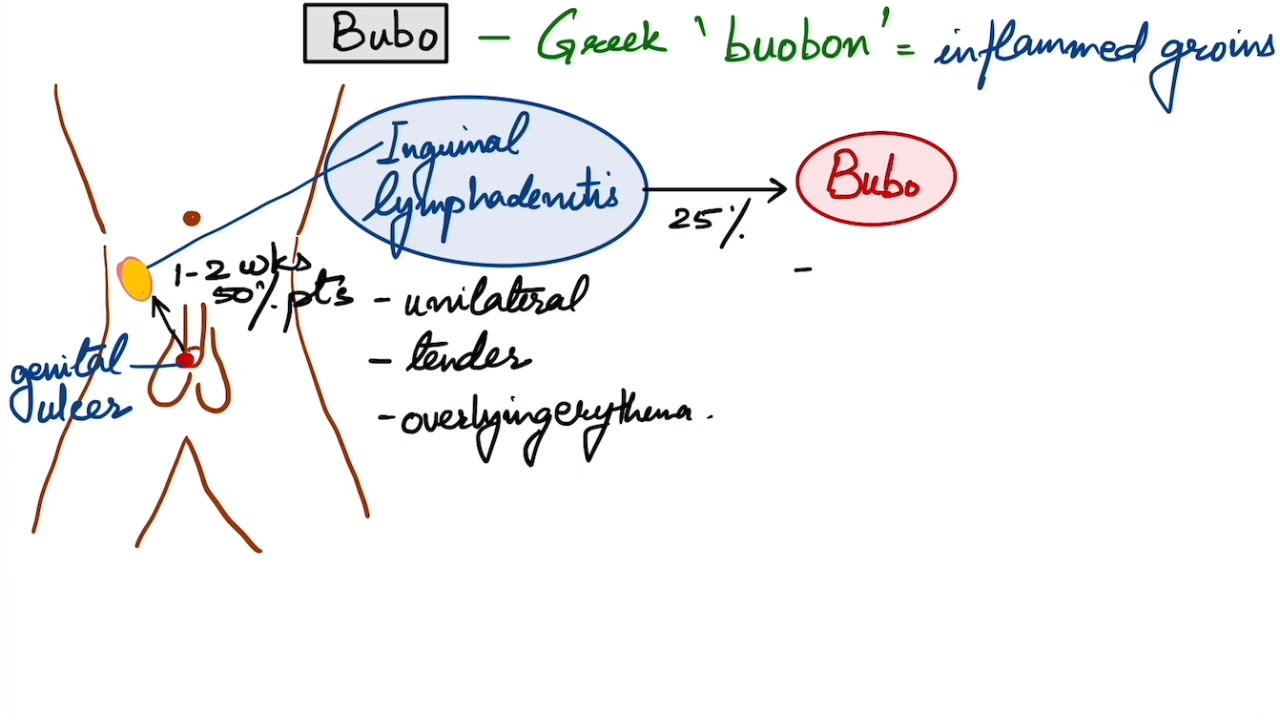 Bubo - Greek 'buobon' = inflammed groins
Inguinal
lymphadenitis
25%
Bubo
-
1-2 wks
50% pts
genital
ulcer
- unilateral
- tender
- overlying erythema.